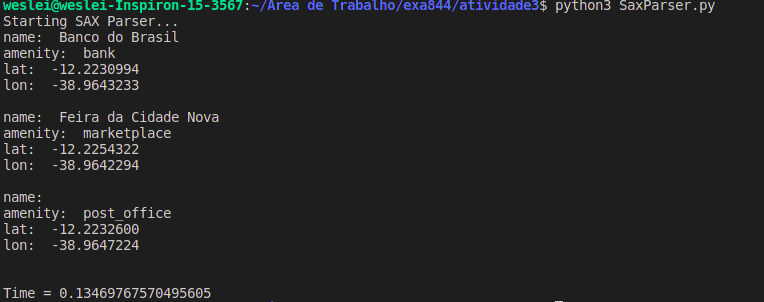 weslei@weslei-Inspiron-15-3567:~/Área de Trabalho/exa844/atividade3$ python3 SaxParser.py
Starting SAX Parser...
name:  Banco do Brasil
amenity:  bank
lat:  -12.2230994
lon:  -38.9643233
name:  Feira da Cidade Nova
amenity:  marketplace
lat:  -12.2254322
lon:  -38.9642294
name:
amenity:  post_office
lat:  -12.2232600
lon:  -38.9647224
Time = 0.13469767570495605